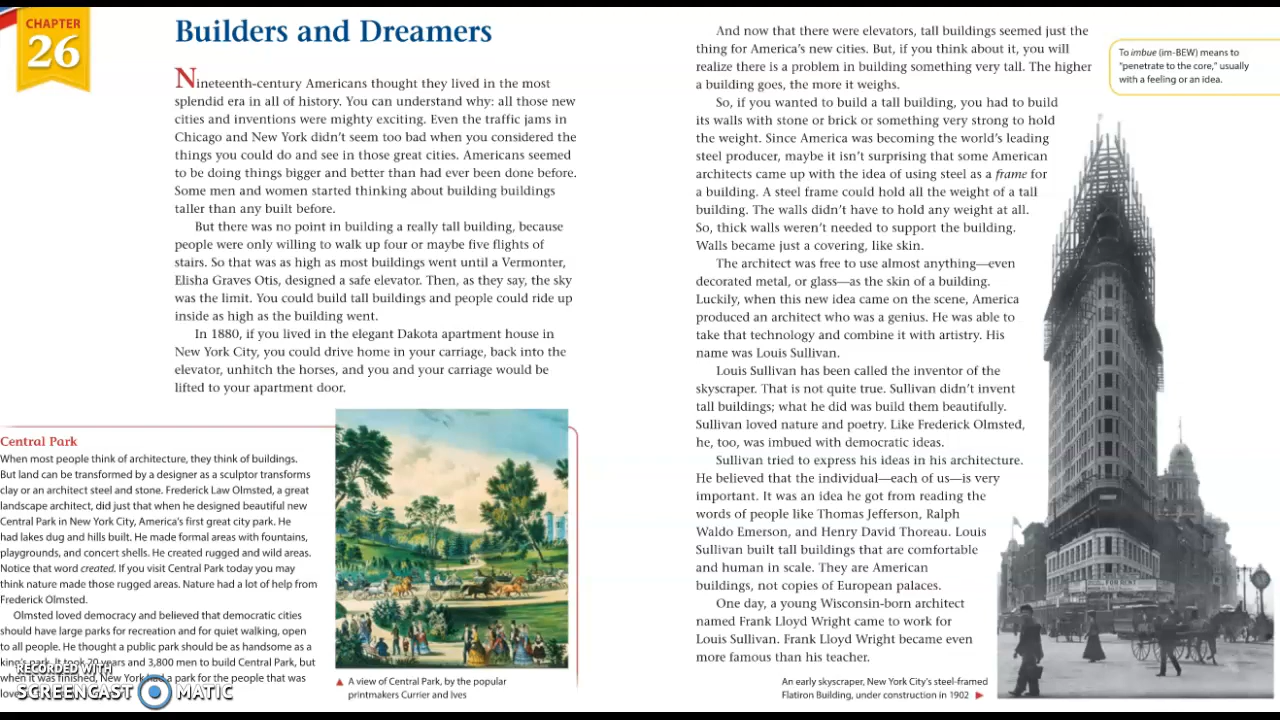 CHAPTER
26
Builders and Dreamers
Nineteenth-century Americans thought they lived in the most
splendid era in all of history. You can understand why: all those new
cities and inventions were mighty exciting. Even the traffic jams in
Chicago and New York didn't seem too bad when you considered the
things you could do and see in those great cities. Americans seemed
to be doing things bigger and better than had ever been done before.
Some men and women started thinking about building buildings
taller than any built before.
But there was no point in building a really tall building, because
people were only willing to walk up four or maybe five flights of
stairs. So that was as high as most buildings went until a Vermonter,
Elisha Graves Otis, designed a safe elevator. Then, as they say, the sky
was the limit. You could build tall buildings and people could ride up
inside as high as the building went.
In 1880, if you lived in the elegant Dakota apartment house in
New York City, you could drive home in your carriage, back into the
elevator, unhitch the horses, and you and your carriage would be
lifted to your apartment door.
Central Park
When most people think of architecture, they think of buildings.
But land can be transformed by a designer as a sculptor transforms
clay or an architect steel and stone. Frederick Law Olmsted, a great
landscape architect, did just that when he designed beautiful new
Central Park in New York City, America's first great city park. He
had lakes dug and hills built. He made formal areas with fountains,
playgrounds, and concert shells. He created rugged and wild areas.
Notice that word created. If you visit Central Park today you may
think nature made those rugged areas. Nature had a lot of help from
Frederick Olmsted.
Olmsted loved democracy and believed that democratic cities
should have large parks for recreation and for quiet walking, open
to all people. He thought a public park should be as handsome as a
king's park. It took 20 years and 3,800 men to build Central Park, but
when it was finished, New York had a park for the people that was
RECORDED WITH
SCREENCAST MATIC
▲ A view of Central Park, by the popular
printmakers Currier and Ives
And now that there were elevators, tall buildings seemed just the
thing for America's new cities. But, if you think about it, you will
realize there is a problem in building something very tall. The higher
a building goes, the more it weighs.
So, if you wanted to build a tall building, you had to build
its walls with stone or brick or something very strong to hold
the weight. Since America was becoming the world's leading
steel producer, maybe it isn't surprising that some American
architects came up with the idea of using steel as a frame for
a building. A steel frame could hold all the weight of a tall
building. The walls didn't have to hold any weight at all.
So, thick walls weren't needed to support the building.
Walls became just a covering, like skin.
The architect was free to use almost anything—even
decorated metal, or glass—as the skin of a building.
Luckily, when this new idea came on the scene, America
produced an architect who was a genius. He was able to
take that technology and combine it with artistry. His
name was Louis Sullivan.
Louis Sullivan has been called the inventor of the
skyscraper. That is not quite true. Sullivan didn't invent
tall buildings; what he did was build them beautifully.
Sullivan loved nature and poetry. Like Frederick Olmsted,
he, too, was imbued with democratic ideas.
Sullivan tried to express his ideas in his architecture.
He believed that the individual—each of us—is very
important. It was an idea he got from reading the
words of people like Thomas Jefferson, Ralph
Waldo Emerson, and Henry David Thoreau. Louis
Sullivan built tall buildings that are comfortable
and human in scale. They are American
buildings, not copies of European palaces.
One day, a young Wisconsin-born architect
named Frank Lloyd Wright came to work for
Louis Sullivan. Frank Lloyd Wright became even
more famous than his teacher.
An early skyscraper, New York City's steel-framed
Flatiron Building, under construction in 1902 ▶
To imbue (im-BEW) means to
"penetrate to the core," usually
with a feeling or an idea.
FOR RENT